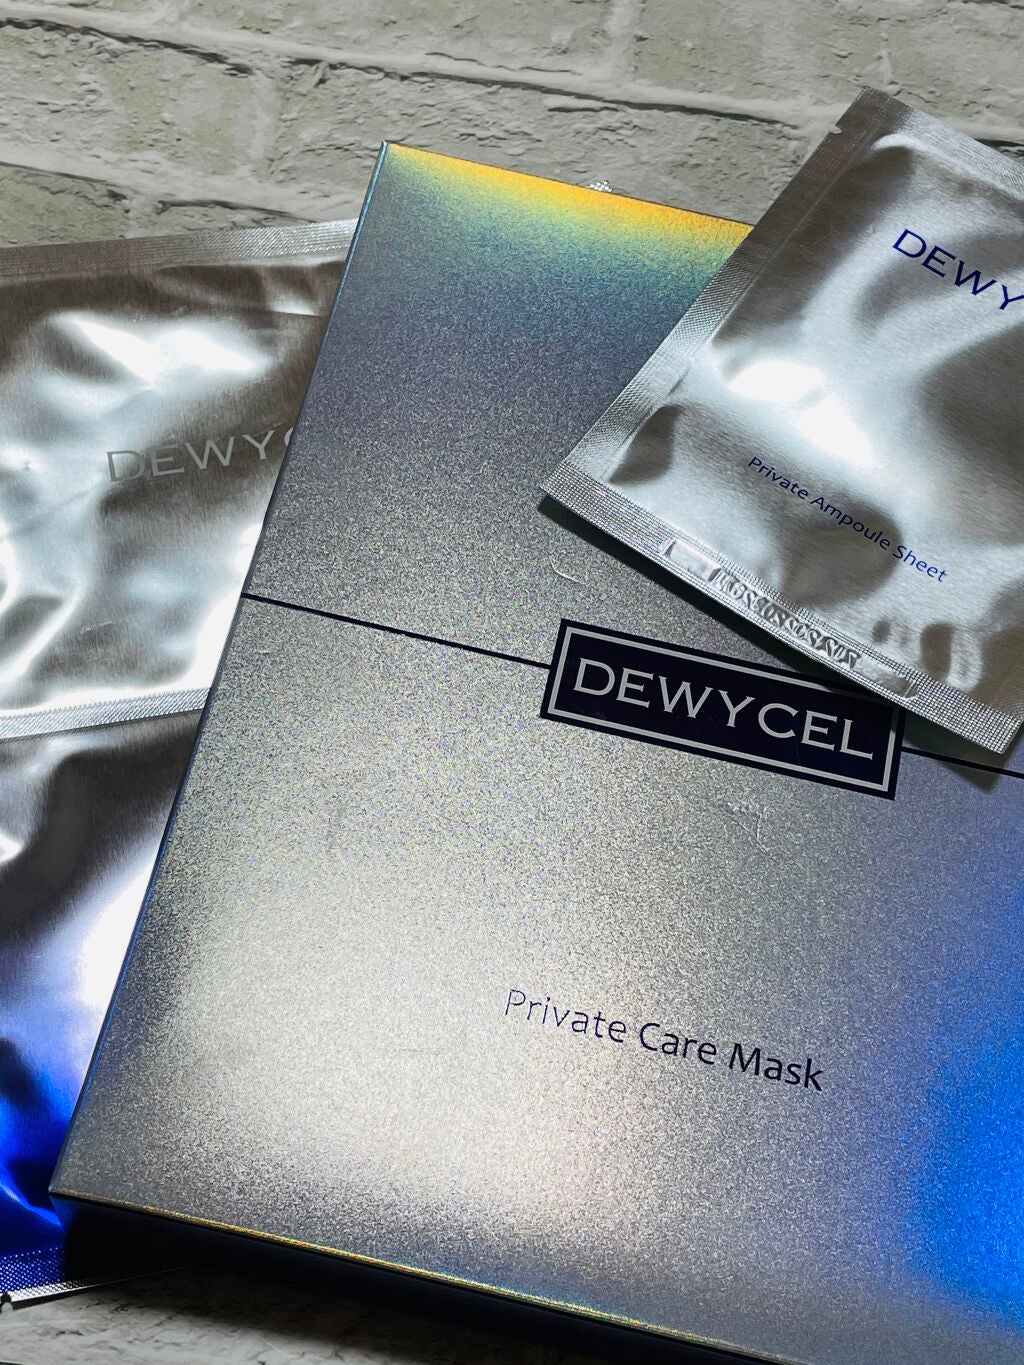 DEWY
DEWYC
Private Ampoule Sheet
DEWYCEL
Private Care Mask